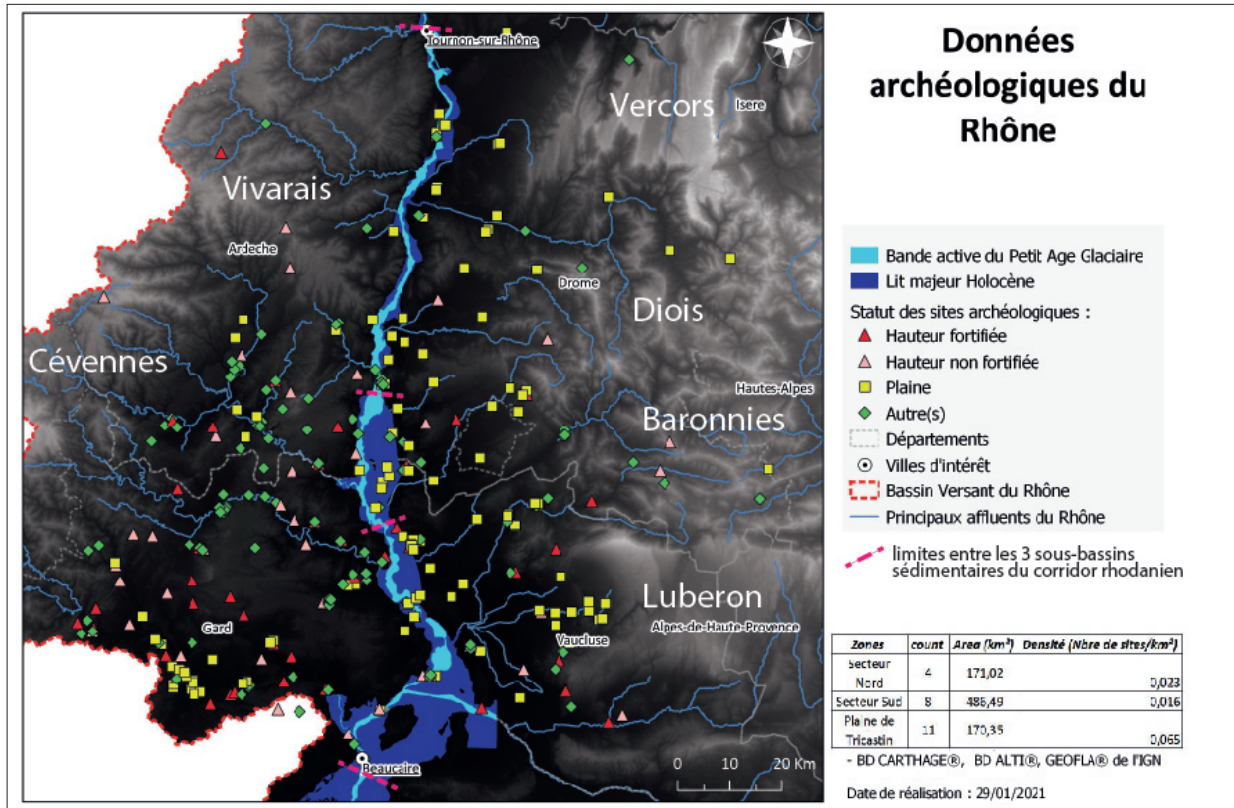 Données
archéologiques du
Rhône
Tournon-sur-Rhône
Vercors
Isere
Vivarais
Ardeche
Drome
Diois
Cévennes
Hautes-Alpes
Baronnies
Luberon
Alpes-de-Haute-Provence
Gard
Vaucluse
Beaucaire
0 10 20 Km
Bande active du Petit Age Glaciaire
Lit majeur Holocène
Statut des sites archéologiques :
Hauteur fortifiée
Hauteur non fortifiée
Plaine
Autre(s)
Départements
Villes d'intérêt
Bassin Versant du Rhône
Principaux affluents du Rhône
limites entre les 3 sous-bassins
sédimentaires du corridor rhodanien
Zones count Area (km²) Densité (Nbre de sites/km²)
Secteur
Nord 4 171,02 0,023
Secteur Sud 8 486,49 0,016
Plaine de
Tricastin 11 170,35 0,065
- BD CARTHAGE®, BD ALTI®, GEOFLA® de l'IGN
Date de réalisation : 29/01/2021